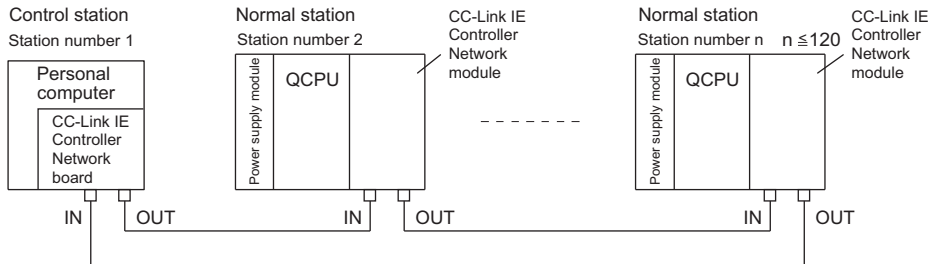 Control station
Station number 1
Personal
computer
CC-Link IE
Controller
Network
board
IN
OUT
Normal station
Station number 2
Power supply module
QCPU
CC-Link IE
Controller
Network
module
IN
OUT
Normal station
Station number n n ≦120
Power supply module
QCPU
CC-Link IE
Controller
Network
module
IN
OUT